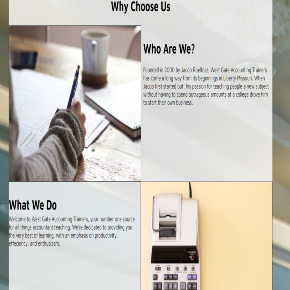 Why Choose Us
Who Are We?
Founded in 2000 by Jacob Roelfotz, West Gate Accounting Trainers
has come a long way from its beginnings in Liberty Missouri. When
Jacob first started out, his passion for teaching people a new subject
without having to spend outrageous amounts at a college drove him
to start their own business.
What We Do
Welcome to West Gate Accounting Trainers, your number one source
for all things accountant teaching. We're dedicated to providing you
the very best of learning, with an emphasis on productivity,
effeciency, and enthusiasm.